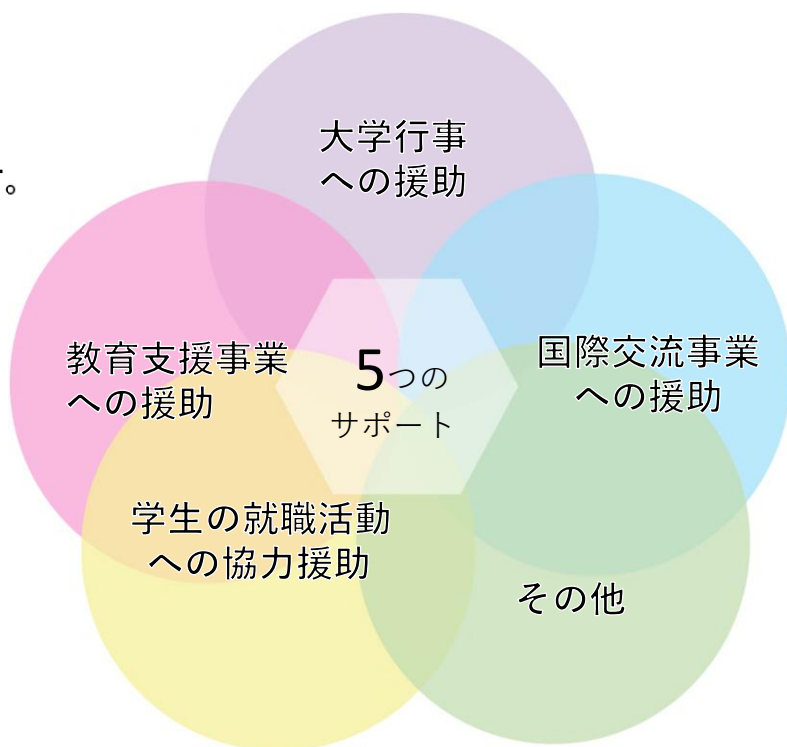 。
大学行事
への援助
教育支援事業
への援助
5つの
サポート
国際交流事業
への援助
学生の就職活動
への協力援助
その他